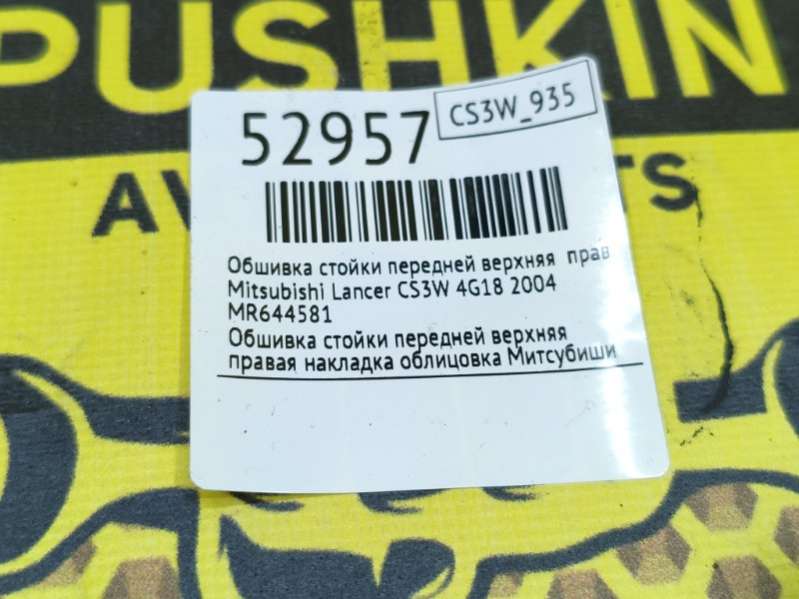 PUSHKIN
52957
CS3W_935
Обшивка стойки передней верхняя прав
Mitsubishi Lancer CS3W 4G18 2004
MR644581
Обшивка стойки передней верхняя
правая накладка облицовка Митсубиши